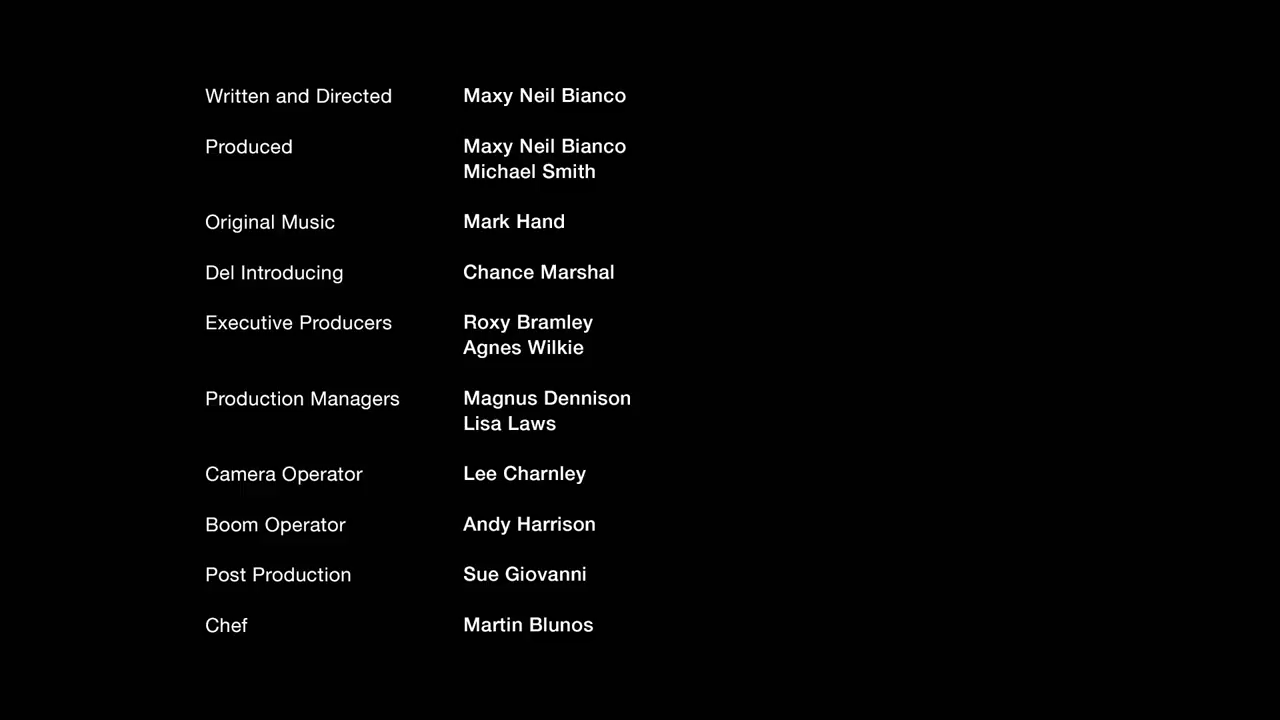 Written and Directed Maxy Neil Bianco
Produced Maxy Neil Bianco
Michael Smith
Original Music Mark Hand
Del Introducing Chance Marshal
Executive Producers Roxy Bramley
Agnes Wilkie
Production Managers Magnus Dennison
Lisa Laws
Camera Operator Lee Charnley
Boom Operator Andy Harrison
Post Production Sue Giovanni
Chef Martin Blunos